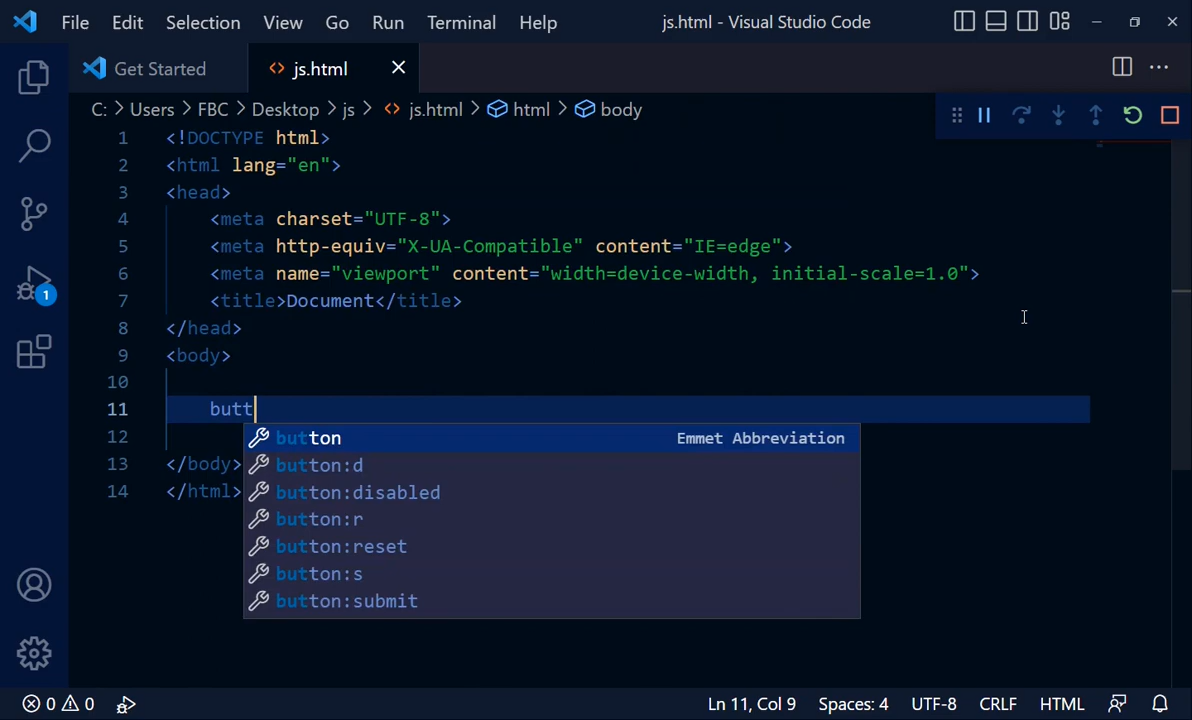 File Edit Selection View Go Run Terminal Help js.html - Visual Studio Code
Get Started js.html
C: > Users > FBC > Desktop > js > js.html > html > body
1 <!DOCTYPE html>
2 <html lang="en">
3 <head>
4 <meta charset="UTF-8">
5 <meta http-equiv="X-UA-Compatible" content="IE=edge">
6 <meta name="viewport" content="width=device-width, initial-scale=1.0">
7 <title>Document</title>
8 </head>
9 <body>
10
11 butt
button Emmet Abbreviation
12
button:d
13 </body>
button:disabled
14 </html>
button:r
button:reset
button:s
button:submit
1
0 0 Ln 11, Col 9 Spaces: 4 UTF-8 CRLF HTML